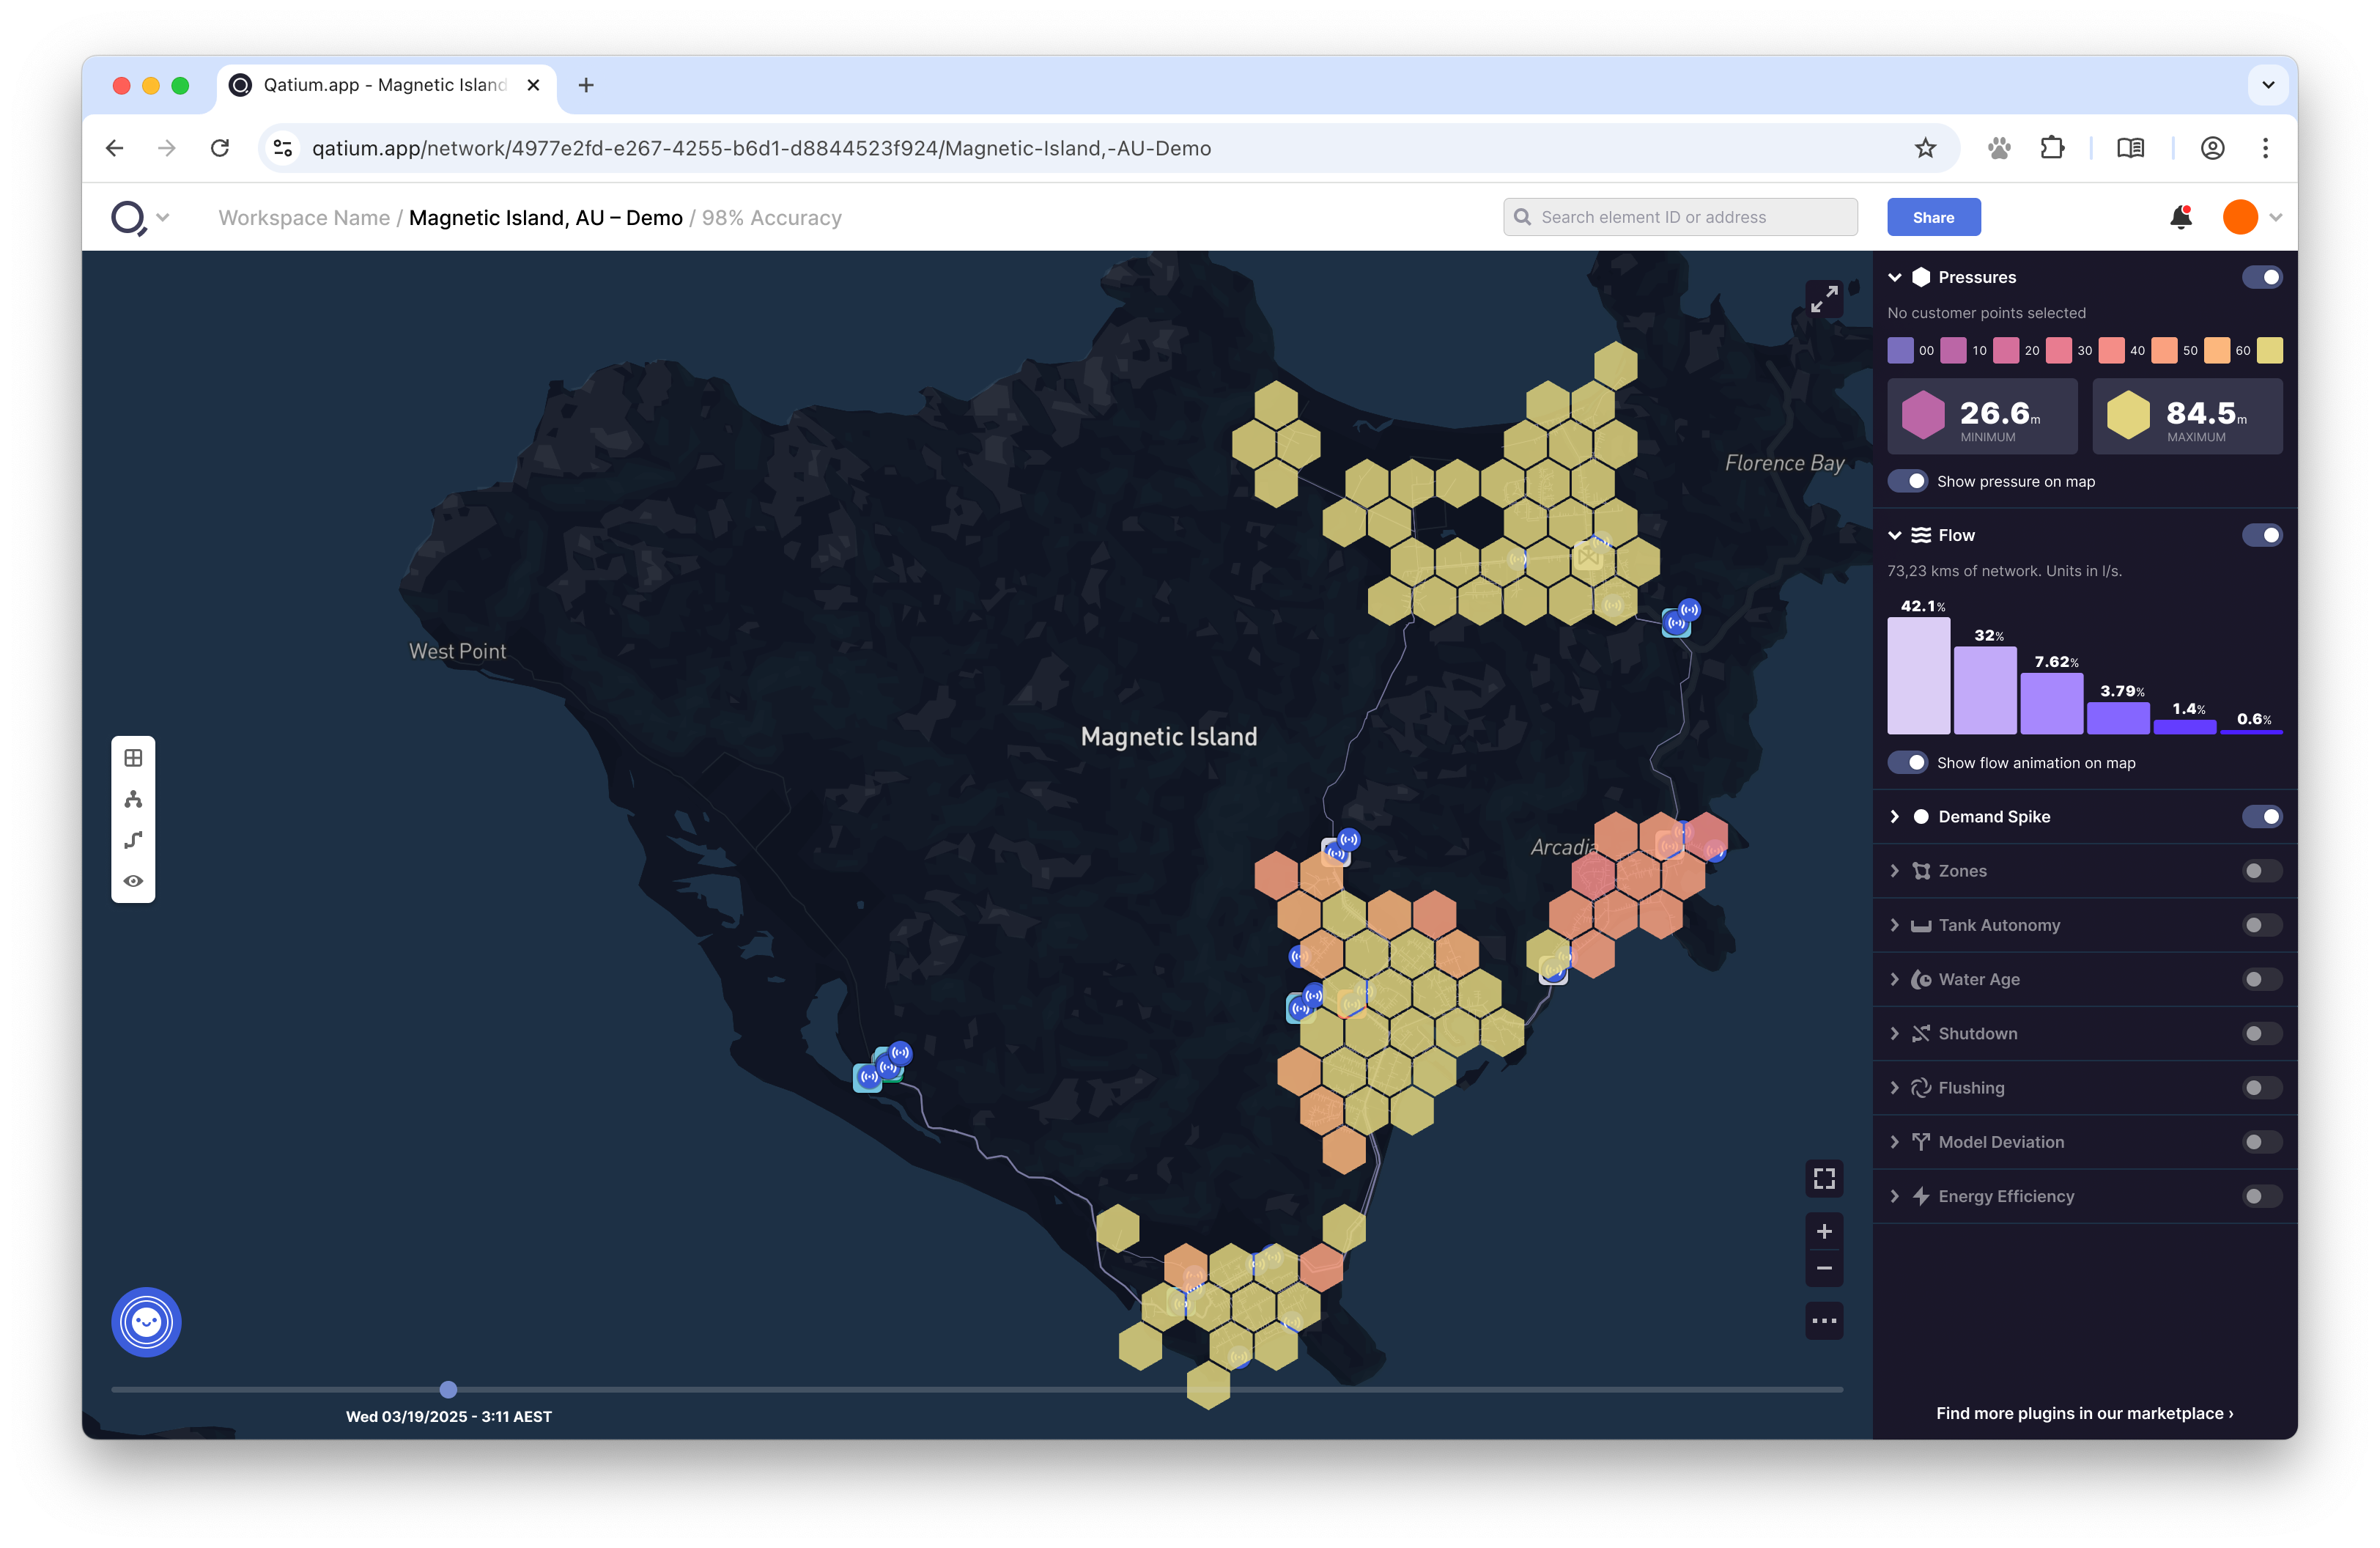 Qatium.app - Magnetic Island
qatium.app/network/4977e2fd-e267-4255-b6d1-d8844523f924/Magnetic-Island,-AU-Demo
Workspace Name / Magnetic Island, AU – Demo / 98% Accuracy
Search element ID or address
Share
Florence Bay
West Point
Magnetic Island
Arcadia
Wed 03/19/2025 - 3:11 AEST
Pressures
No customer points selected
00 10 20 30 40 50 60
26.6m
MINIMUM
84.5m
MAXIMUM
Show pressure on map
Flow
73,23 kms of network. Units in l/s.
42.1%
32%
7.62%
3.79%
1.4%
0.6%
Show flow animation on map
Demand Spike
Zones
Tank Autonomy
Water Age
Shutdown
Flushing
Model Deviation
Energy Efficiency
Find more plugins in our marketplace ›